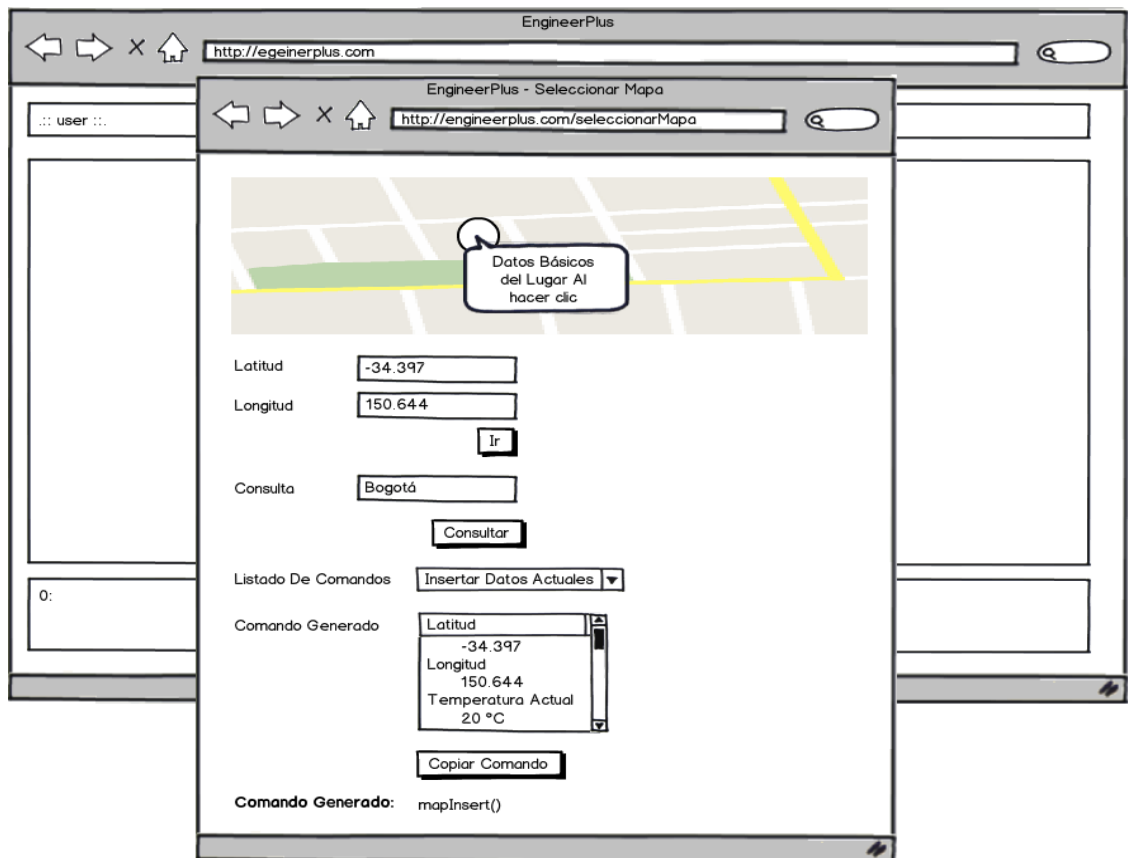 EngineerPlus
http://egeinerplus.com
.:: user ::.
0:
EngineerPlus - Seleccionar Mapa
http://engineerplus.com/seleccionarMapa
Datos Básicos
del Lugar Al
hacer clic
Latitud
-34.397
Longitud
150.644
Ir
Consulta
Bogotá
Consultar
Listado De Comandos
Insertar Datos Actuales
Comando Generado
Latitud
-34.397
Longitud
150.644
Temperatura Actual
20 °C
Copiar Comando
Comando Generado:
mapInsert()